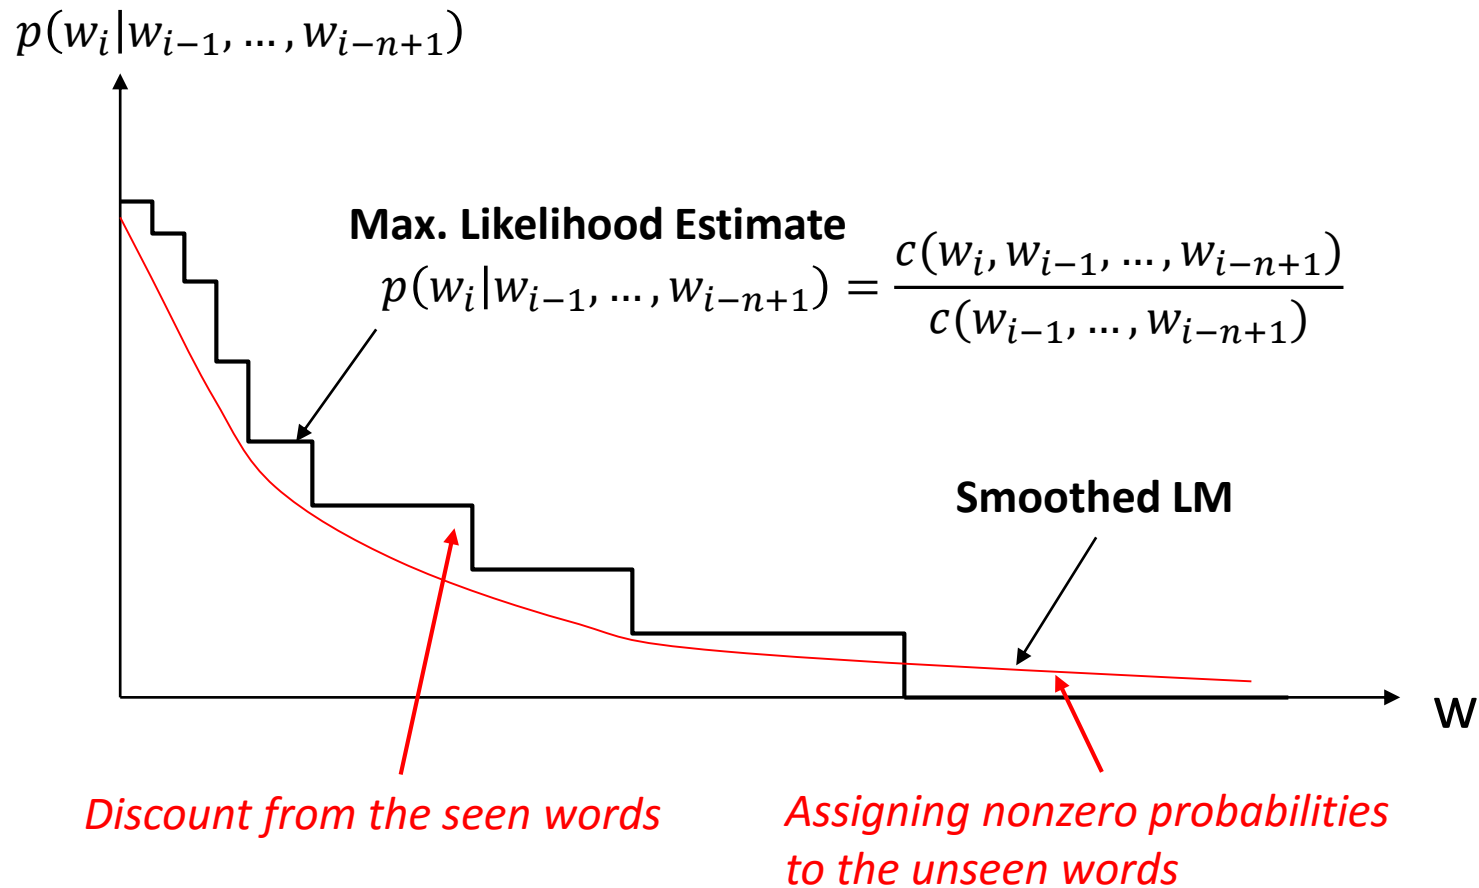 p(w_i|w_{i−1}, … , w_{i−n+1})
Max. Likelihood Estimate
p(w_i|w_{i−1}, … , w_{i−n+1}) = \frac{c(w_i, w_{i−1}, … , w_{i−n+1})}{c(w_{i−1}, … , w_{i−n+1})}
Smoothed LM
w
Discount from the seen words
Assigning nonzero probabilities
to the unseen words